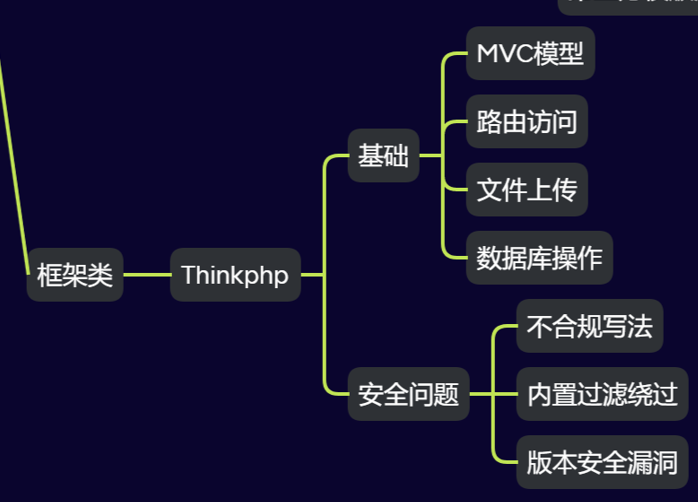 MVC模型
路由访问
基础
文件上传
数据库操作
框架类
Thinkphp
不合规写法
安全问题
内置过滤绕过
版本安全漏洞